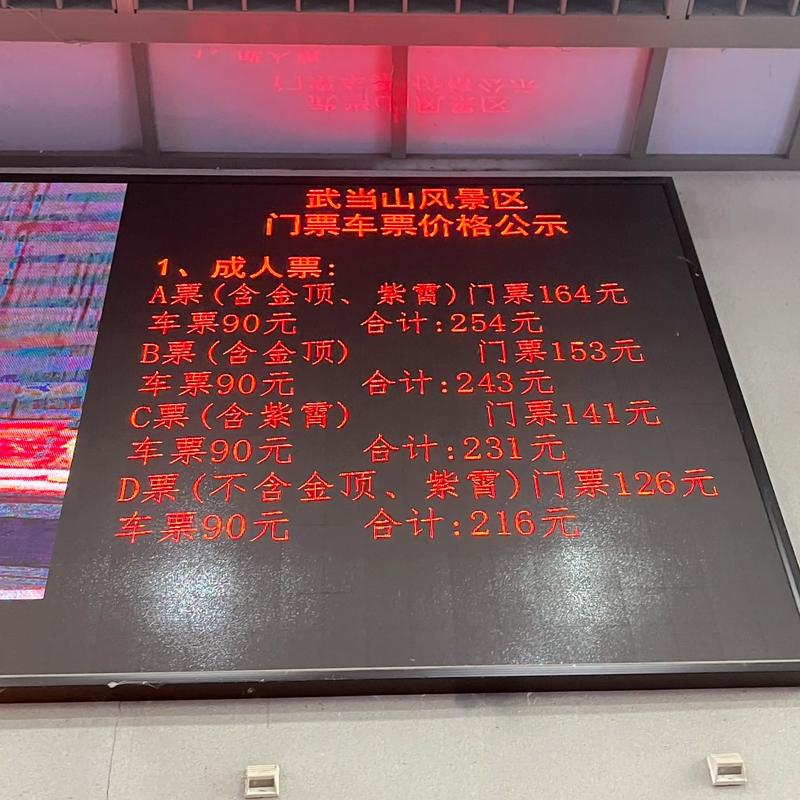 武当山风景区
门票车票价格公示
1、成人票:
A票(含金顶、紫霄)门票164元
车票90元 合计:254元
B票(含金顶) 门票153元
车票90元 合计:243元
C票(含紫霄) 门票141元
车票90元 合计:231元
D票(不含金顶、紫霄)门票126元
车票90元 合计:216元